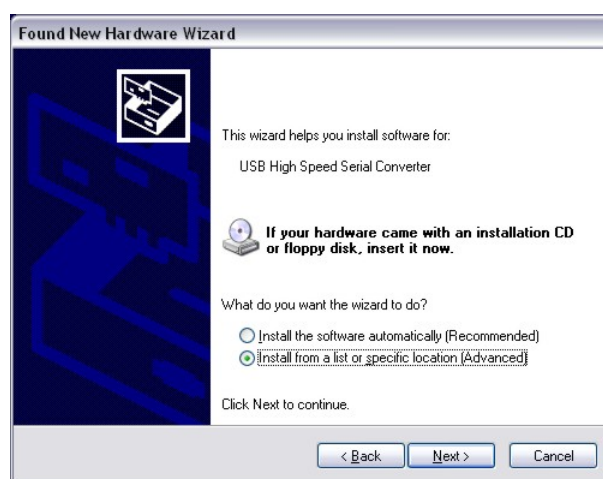 Found New Hardware Wizard
This wizard helps you install software for:
USB High Speed Serial Converter
If your hardware came with an installation CD
or floppy disk, insert it now.
What do you want the wizard to do?
Install the software automatically (Recommended)
Install from a list or specific location (Advanced)
Click Next to continue.
< Back
Next >
Cancel